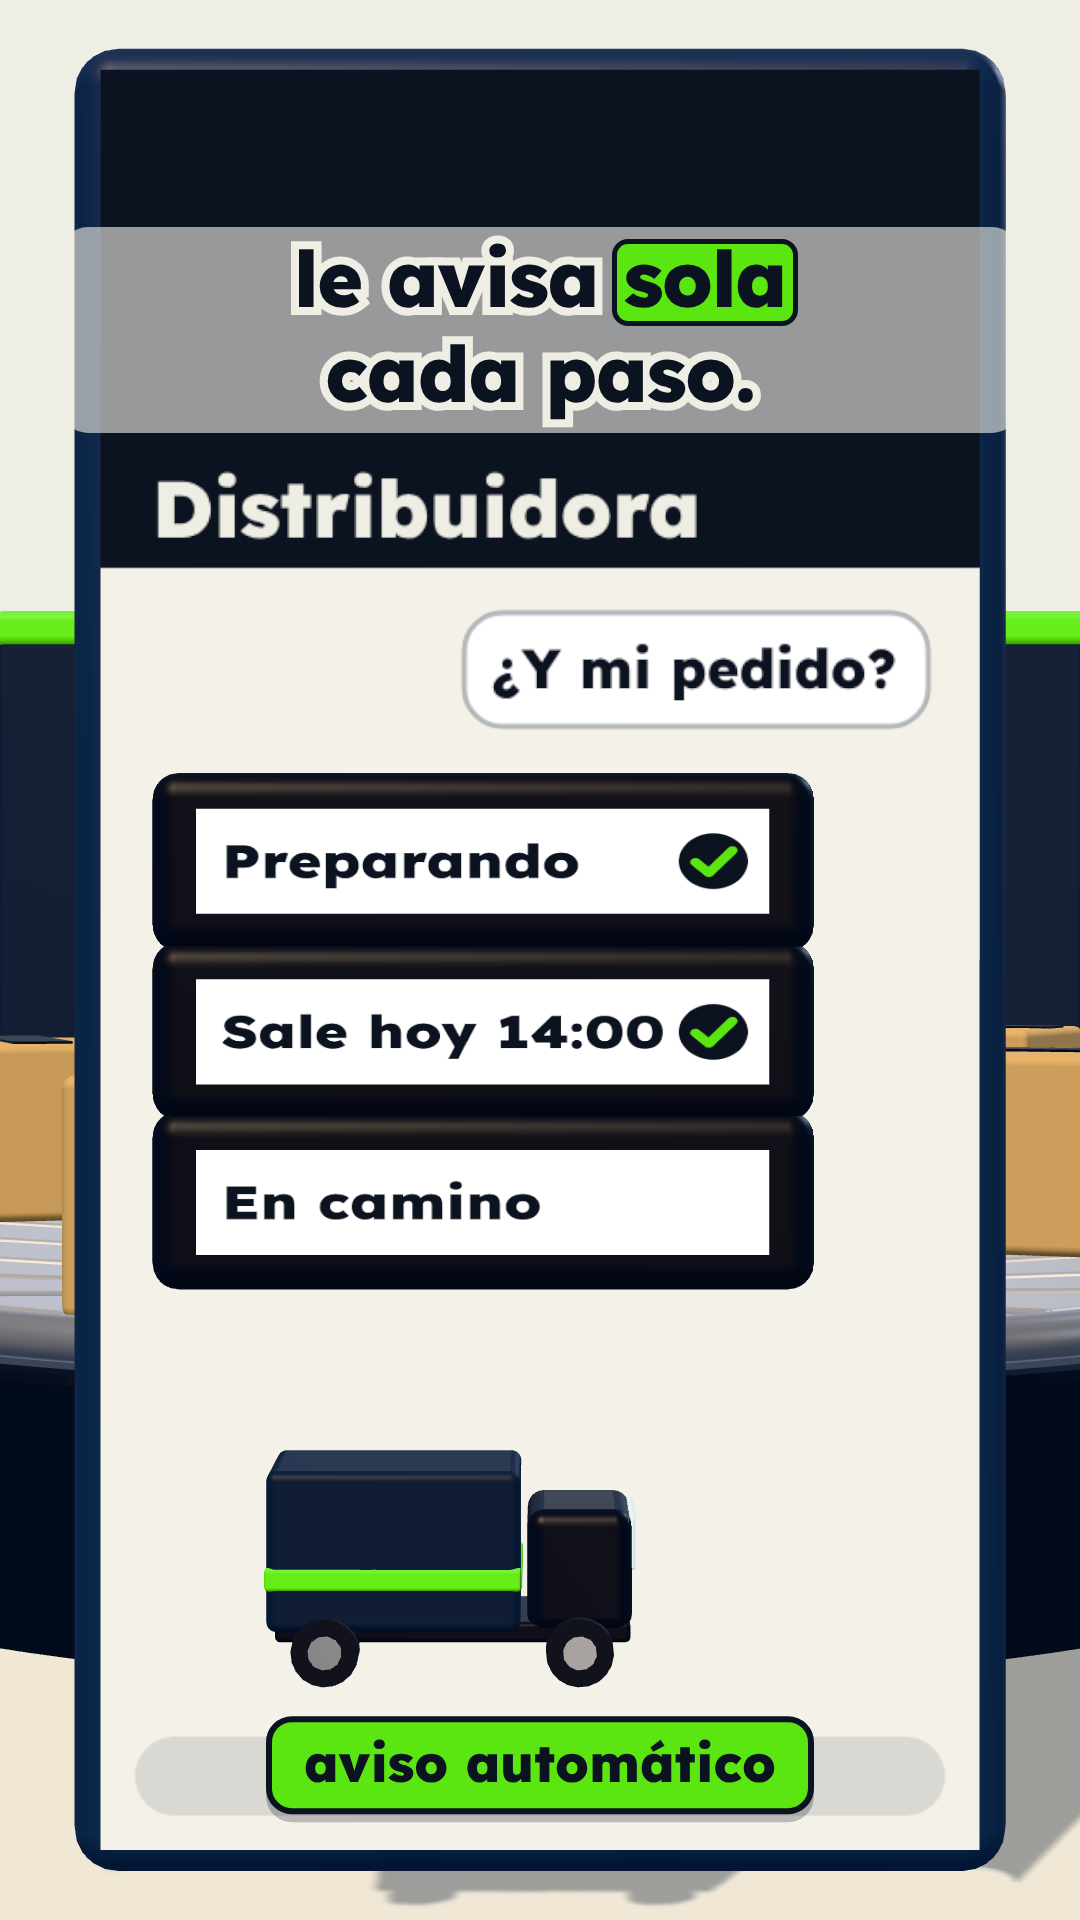 le avisa sola
cada paso.
Distribuidora
¿Y mi pedido?
Preparando
Sale hoy 14:00
En camino
aviso automático